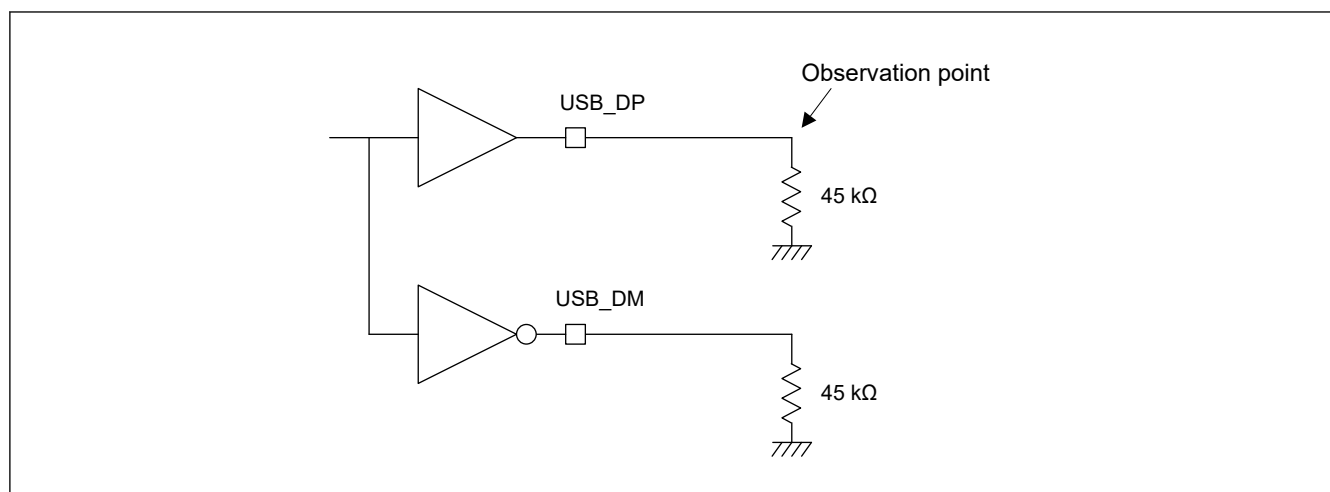 Observation point
USB_DP
45 kΩ
USB_DM
45 kΩ